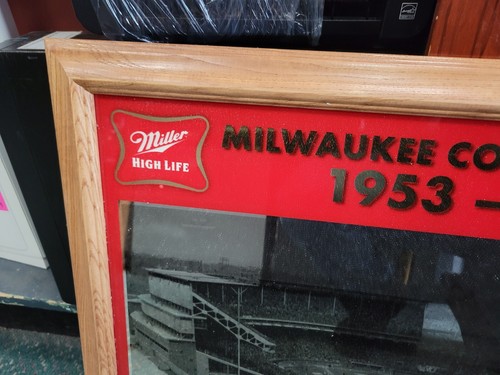 Miller
HIGH LIFE
MILWAUKEE CO
1953 –